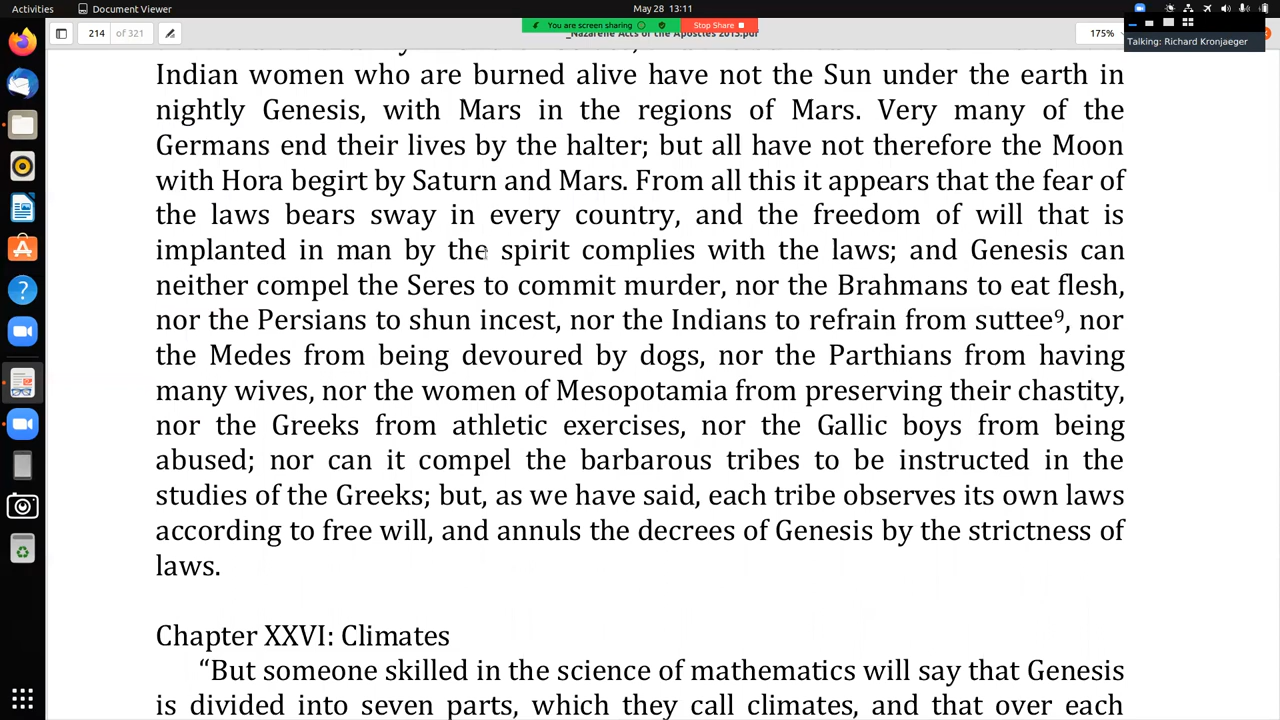 Activities
Document Viewer
May 28 13:11
You are screen sharing
Stop Share
214
of 321
_Nazarene Acts of the Apostles 2015.pdf
175%
Talking: Richard Kronjaeger
Indian women who are burned alive have not the Sun under the earth in
nightly Genesis, with Mars in the regions of Mars. Very many of the
Germans end their lives by the halter; but all have not therefore the Moon
with Hora begirt by Saturn and Mars. From all this it appears that the fear of
the laws bears sway in every country, and the freedom of will that is
implanted in man by the spirit complies with the laws; and Genesis can
neither compel the Seres to commit murder, nor the Brahmans to eat flesh,
nor the Persians to shun incest, nor the Indians to refrain from suttee⁹, nor
the Medes from being devoured by dogs, nor the Parthians from having
many wives, nor the women of Mesopotamia from preserving their chastity,
nor the Greeks from athletic exercises, nor the Gallic boys from being
abused; nor can it compel the barbarous tribes to be instructed in the
studies of the Greeks; but, as we have said, each tribe observes its own laws
according to free will, and annuls the decrees of Genesis by the strictness of
laws.
Chapter XXVI: Climates
“But someone skilled in the science of mathematics will say that Genesis
is divided into seven parts, which they call climates, and that over each